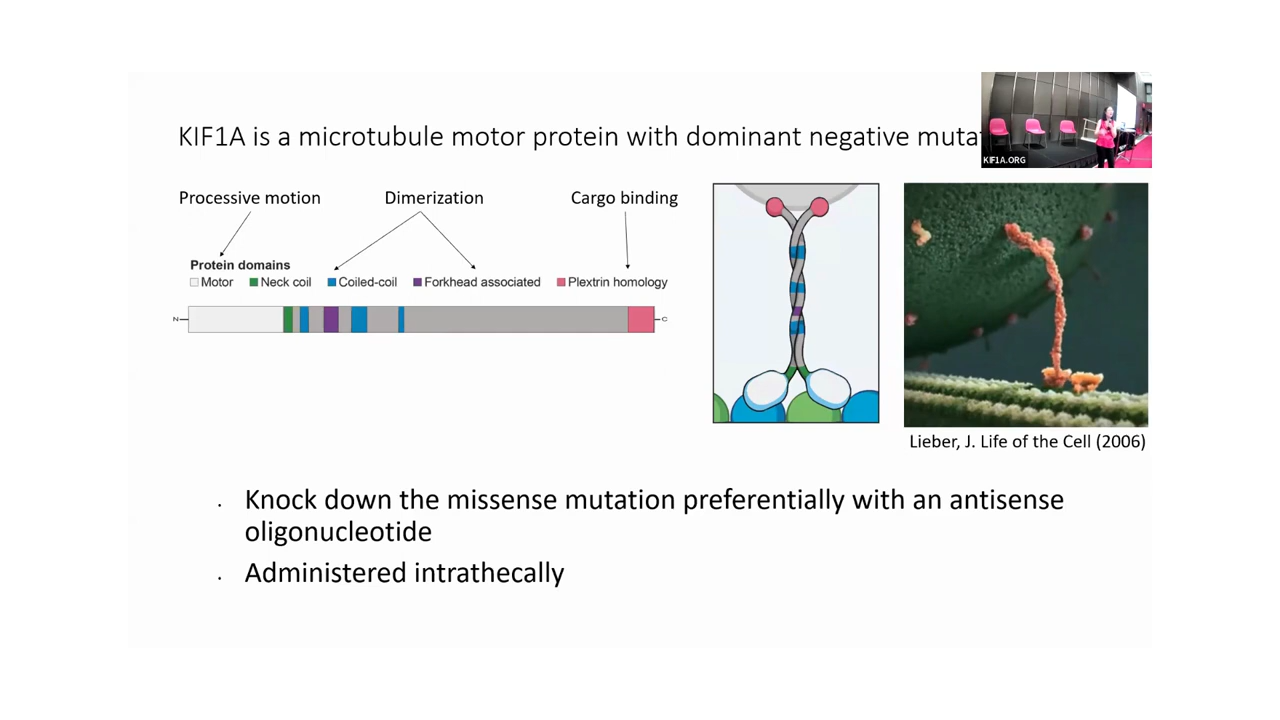 KIF1A is a microtubule motor protein with dominant negative
KIF1A.ORG
Processive motion
Dimerization
Cargo binding
Protein domains
Motor
Neck coil
Coiled-coil
Forkhead associated
Plextrin homology
N
C
Lieber, J. Life of the Cell (2006)
Knock down the missense mutation preferentially with an antisense
oligonucleotide
Administered intrathecally